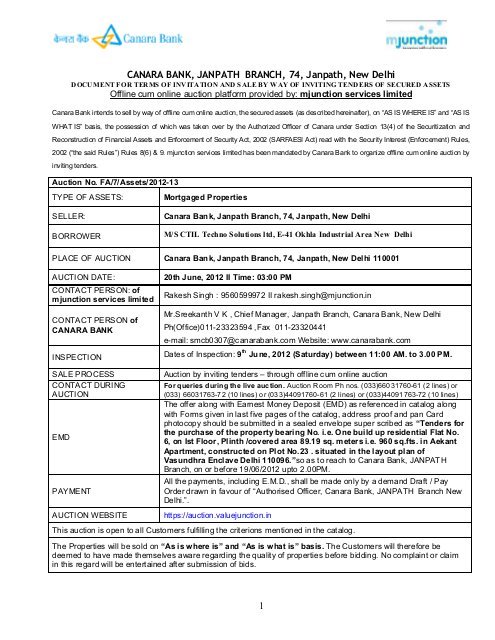 केनरा बैंक Canara Bank
mjunction
CANARA BANK, JANPATH BRANCH, 74, Janpath, New Delhi
DOCUMENT FOR TERMS OF INVITATION AND SALE BY WAY OF INVITING TENDERS OF SECURED ASSETS
Offline cum online auction platform provided by: mjunction services limited
Canara Bank intends to sell by way of offline cum online auction, the secured assets (as described hereinafter), on "AS IS WHERE IS" and "AS IS
WHAT IS" basis, the possession of which was taken over by the Authorized Officer of Canara under Section 13(4) of the Securitization and
Reconstruction of Financial Assets and Enforcement of Security Act, 2002 (SARFAESI Act) read with the Security Interest (Enforcement) Rules,
2002 ("the said Rules") Rules 8(6) & 9. mjunction services limited has been mandated by Canara Bank to organize offline cum online auction by
inviting tenders.
Auction No. FA/7/Assets/2012-13
TYPE OF ASSETS: Mortgaged Properties
SELLER: Canara Bank, Janpath Branch, 74, Janpath, New Delhi
BORROWER M/S CTIL Techno Solutions ltd, E-41 Okhla Industrial Area New Delhi
PLACE OF AUCTION Canara Bank, Janpath Branch, 74, Janpath, New Delhi 110001
AUCTION DATE: 20th June, 2012 II Time: 03:00 PM
CONTACT PERSON: of
mjunction services limited Rakesh Singh : 9560599972 II rakesh.singh@mjunction.in
CONTACT PERSON of
CANARA BANK
Mr.Sreekanth V K , Chief Manager, Janpath Branch, Canara Bank, New Delhi
Ph(Office)011-23323594 ,Fax 011-23320441
e-mail: smcb0307@canarabank.com Website: www.canarabank.com
INSPECTION Dates of Inspection: 9th June, 2012 (Saturday) between 11:00 AM. to 3.00 PM.
SALE PROCESS Auction by inviting tenders – through offline cum online auction
CONTACT DURING
AUCTION
For queries during the live auction. Auction Room Ph nos. (033)66031760-61 (2 lines) or
(033) 66031763-72 (10 lines) or (033)44091760-61 (2 lines) or (033)44091763-72 (10 lines)
EMD
The offer along with Earnest Money Deposit (EMD) as referenced in catalog along
with Forms given in last five pages of the catalog, address proof and pan Card
photocopy should be submitted in a sealed envelope super scribed as "Tenders for
the purchase of the property bearing No. i.e. One build up residential Flat No.
6, on Ist Floor, Plinth /covered area 89.19 sq. meters i.e. 960 sq.fts. in Aekant
Apartment, constructed on Plot No.23 . situated in the layout plan of
Vasundhra Enclave Delhi 110096."so as to reach to Canara Bank, JANPATH
Branch, on or before 19/06/2012 upto 2.00PM.
PAYMENT
All the payments, including E.M.D., shall be made only by a demand Draft / Pay
Order drawn in favour of "Authorised Officer, Canara Bank, JANPATH Branch New
Delhi.".
AUCTION WEBSITE https://auction.valuejunction.in
This auction is open to all Customers fulfilling the criterions mentioned in the catalog.
The Properties will be sold on "As is where is" and "As is what is" basis. The Customers will therefore be
deemed to have made themselves aware regarding the quality of properties before bidding. No complaint or claim
in this regard will be entertained after submission of bids.
1